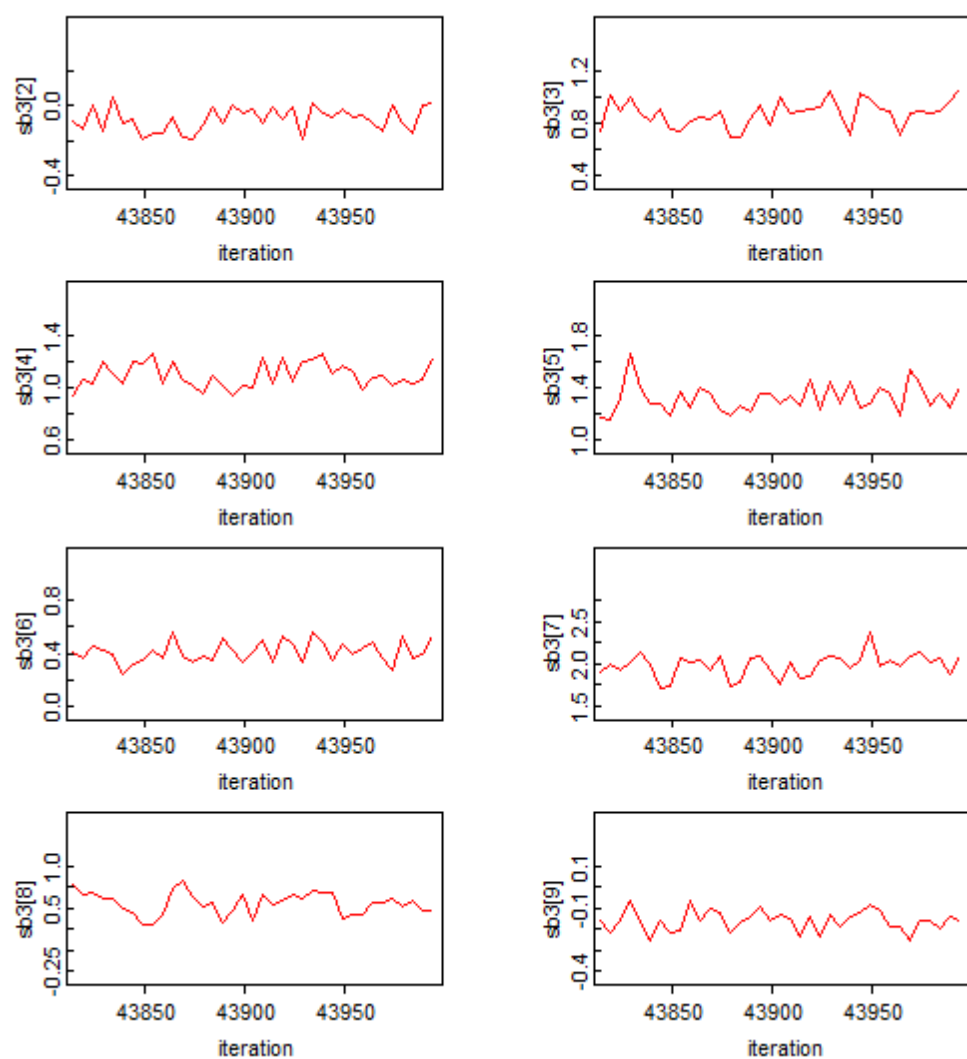 sb3[2]
0.0
-0.4
43850 43900 43950
iteration
sb3[3]
1.2
0.8
0.4
43850 43900 43950
iteration
sb3[4]
1.4
1.0
0.6
43850 43900 43950
iteration
sb3[5]
1.8
1.4
1.0
43850 43900 43950
iteration
sb3[6]
0.8
0.4
0.0
43850 43900 43950
iteration
sb3[7]
2.5
2.0
1.5
43850 43900 43950
iteration
sb3[8]
1.0
0.5
-0.25
43850 43900 43950
iteration
sb3[9]
0.1
-0.1
-0.4
43850 43900 43950
iteration